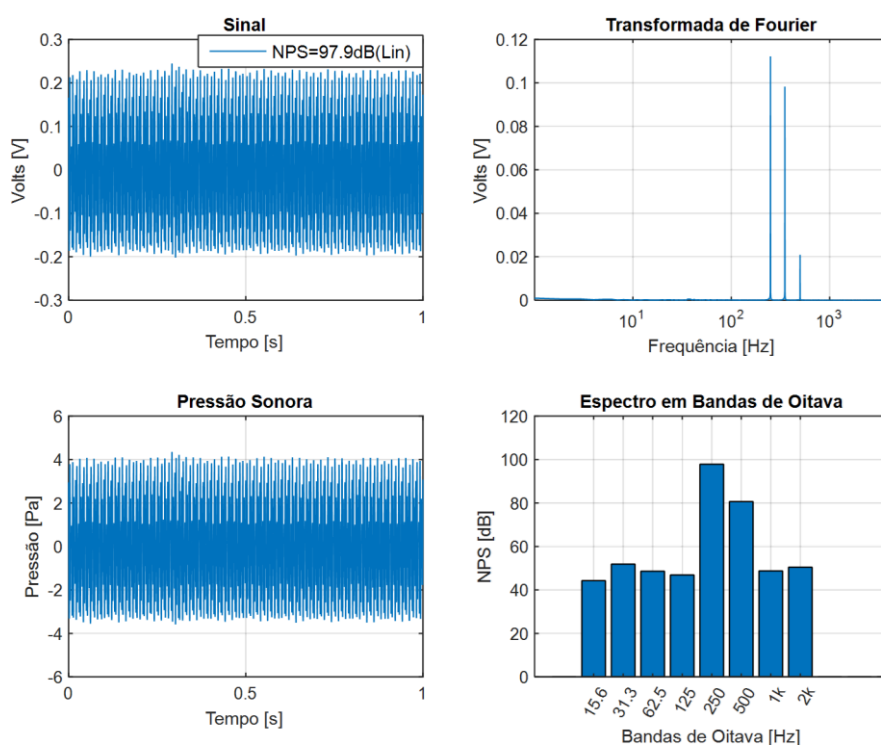 Sinal
NPS=97.9dB(Lin)
0.3
0.2
0.1
0
-0.1
-0.2
-0.3
Volts [V]
0 0.5 1
Tempo [s]
Transformada de Fourier
0.12
0.1
0.08
0.06
0.04
0.02
0
Volts [V]
10¹ 10² 10³
Frequência [Hz]
Pressão Sonora
6
4
2
0
-2
-4
-6
Pressão [Pa]
0 0.5 1
Tempo [s]
Espectro em Bandas de Oitava
120
100
80
60
40
20
0
NPS [dB]
15.6 31.3 62.5 125 250 500 1k 2k
Bandas de Oitava [Hz]